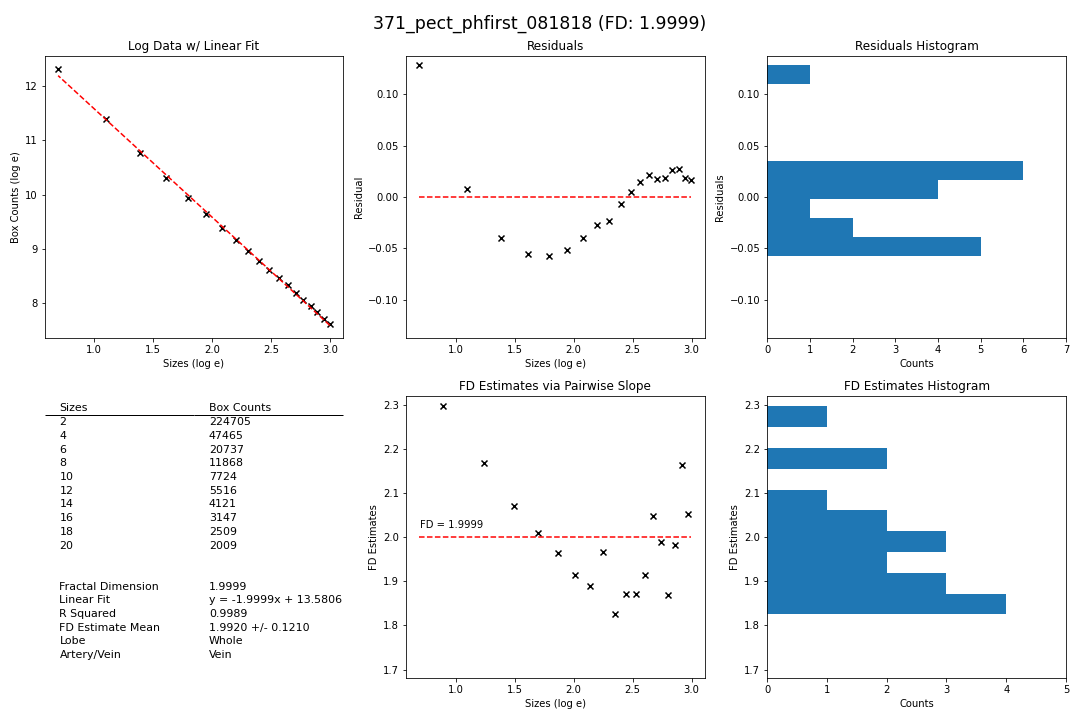 371_pect_phfirst_081818 (FD: 1.9999)
Log Data w/ Linear Fit
Box Counts (log e)
12
11
10
9
8
1.0 1.5 2.0 2.5 3.0
Sizes (log e)
Residuals
Residual
0.10
0.05
0.00
−0.05
−0.10
1.0 1.5 2.0 2.5 3.0
Sizes (log e)
Residuals Histogram
Residuals
0.10
0.05
0.00
−0.05
−0.10
0 1 2 3 4 5 6 7
Counts
Sizes Box Counts
2 224705
4 47465
6 20737
8 11868
10 7724
12 5516
14 4121
16 3147
18 2509
20 2009
Fractal Dimension 1.9999
Linear Fit y = -1.9999x + 13.5806
R Squared 0.9989
FD Estimate Mean 1.9920 +/- 0.1210
Lobe Whole
Artery/Vein Vein
FD Estimates via Pairwise Slope
FD Estimates
2.3
2.2
2.1
2.0
1.9
1.8
1.7
FD = 1.9999
1.0 1.5 2.0 2.5 3.0
Sizes (log e)
FD Estimates Histogram
FD Estimates
2.3
2.2
2.1
2.0
1.9
1.8
1.7
0 1 2 3 4 5
Counts